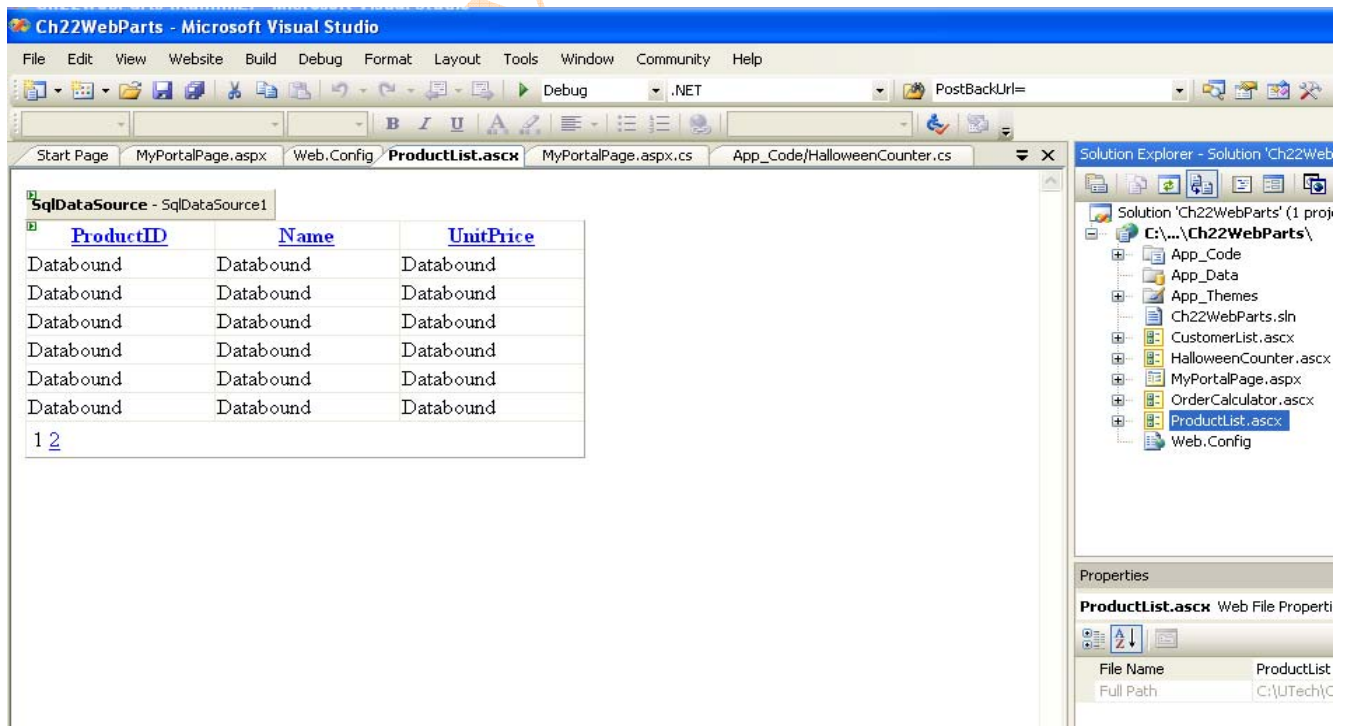 Ch22WebParts - Microsoft Visual Studio
File Edit View Website Build Debug Format Layout Tools Window Community Help
Debug .NET PostBackUrl=
B I U A
Start Page MyPortalPage.aspx Web.Config ProductList.ascx MyPortalPage.aspx.cs App_Code/HalloweenCounter.cs
Solution Explorer - Solution 'Ch22Web
SqlDataSource - SqlDataSource1
ProductID Name UnitPrice
Databound Databound Databound
Databound Databound Databound
Databound Databound Databound
Databound Databound Databound
Databound Databound Databound
Databound Databound Databound
1 2
Solution 'Ch22WebParts' (1 proj
C:\...\Ch22WebParts\
App_Code
App_Data
App_Themes
Ch22WebParts.sln
CustomerList.ascx
HalloweenCounter.ascx
MyPortalPage.aspx
OrderCalculator.ascx
ProductList.ascx
Web.Config
Properties
ProductList.ascx Web File Properti
File Name ProductList
Full Path C:\UTech\C